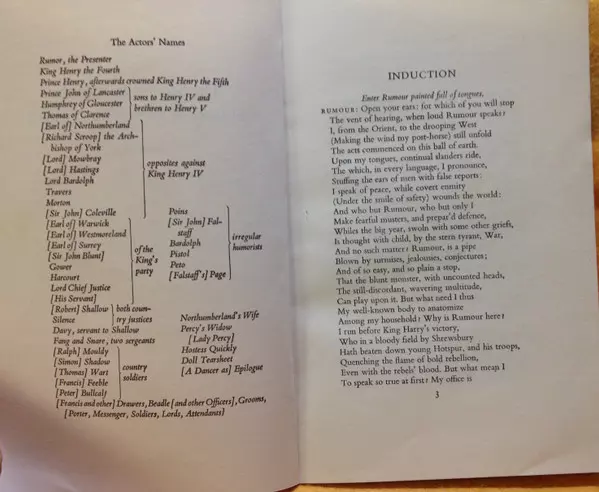 The Actors' Names
Rumor, the Presenter
King Henry the Fourth
Prince Henry, afterwards crowned King Henry the Fifth
Prince John of Lancaster
Humphrey of Gloucester
Thomas of Clarence
sons to Henry IV and
brethren to Henry V
[Earl of] Northumberland
[Richard Scroop] the Arch-
bishop of York
[Lord] Mowbray
[Lord] Hastings
Lord Bardolph
Travers
Morton
[Sir John] Coleville
opposites against
King Henry IV
[Earl of] Warwick
[Earl of] Westmoreland
[Earl of] Surrey
[Sir John Blunt]
Gower
Harcourt
Lord Chief Justice
[His Servant]
of the
King's
party
Poins
[Sir John] Fal-
staff
Bardolph
Pistol
Peto
[Falstaff's] Page
irregular
humorists
[Robert] Shallow
Silence
both coun-
try justices
Davy, servant to Shallow
Fang and Snare, two sergeants
[Ralph] Mouldy
[Simon] Shadow
[Thomas] Wart
[Francis] Feeble
[Peter] Bullcalf
country
soldiers
Northumberland's Wife
Percy's Widow
[Lady Percy]
Hostess Quickly
Doll Tearsheet
[A Dancer as] Epilogue
[Francis and other] Drawers, Beadle [and other Officers], Grooms,
[Porter, Messenger, Soldiers, Lords, Attendants]
INDUCTION
Enter Rumour painted full of tongues.
RUMOUR: Open your ears: for which of you will stop
The vent of hearing, when loud Rumour speaks?
I, from the Orient, to the drooping West
(Making the wind my post-horse) still unfold
The acts commenced on this ball of earth.
Upon my tongues, continual slanders ride,
The which, in every language, I pronounce,
Stuffing the ears of men with false reports:
I speak of peace, while covert enmity
(Under the smile of safety) wounds the world:
And who but Rumour, who but only I
Make fearful musters, and prepar'd defence,
Whiles the big year, swoln with some other griefs,
Is thought with child, by the stern tyrant, War,
And no such matter? Rumour, is a pipe
Blown by surmises, jealousies, conjectures;
And of so easy, and so plain a stop,
That the blunt monster, with uncounted heads,
The still-discordant, wavering multitude,
Can play upon it. But what need I thus
My well-known body to anatomize
Among my household? Why is Rumour here?
I run before King Harry's victory,
Who in a bloody field by Shrewsbury
Hath beaten down young Hotspur, and his troops,
Quenching the flame of bold rebellion,
Even with the rebels' blood. But what mean I
To speak so true at first? My office is
3